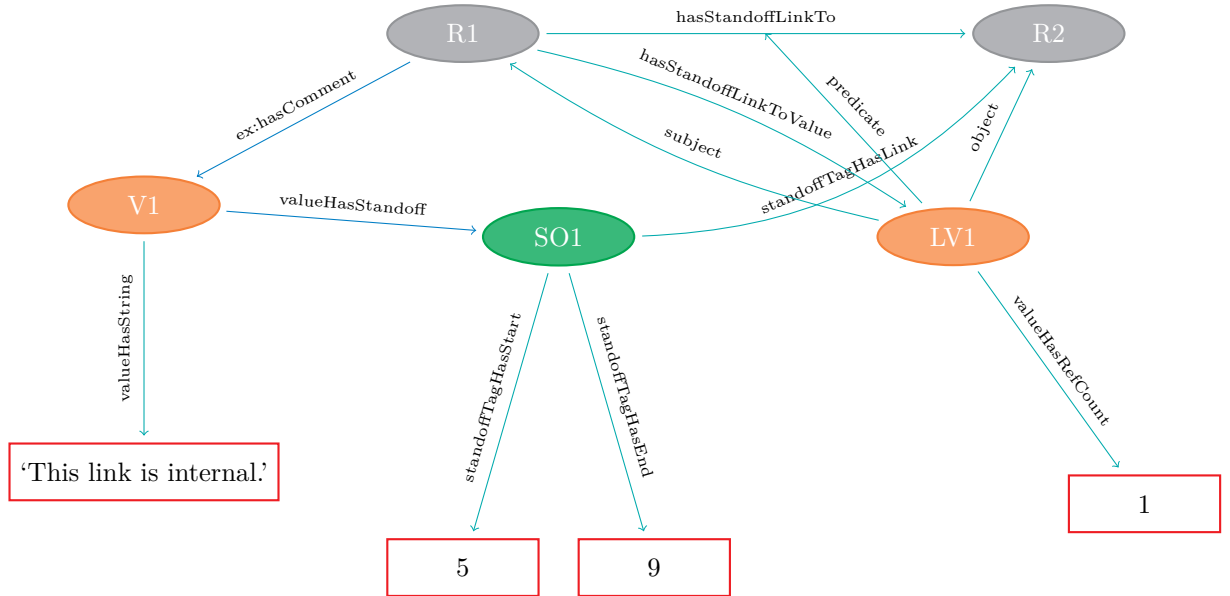 R1
hasStandoffLinkTo
R2
ex:hasComment
hasStandoffLinkToValue
predicate
subject
object
standoffTagHasLink
V1
valueHasStandoff
SO1
LV1
valueHasString
standoffTagHasStart
standoffTagHasEnd
valueHasRefCount
‘This link is internal.’
1
5
9